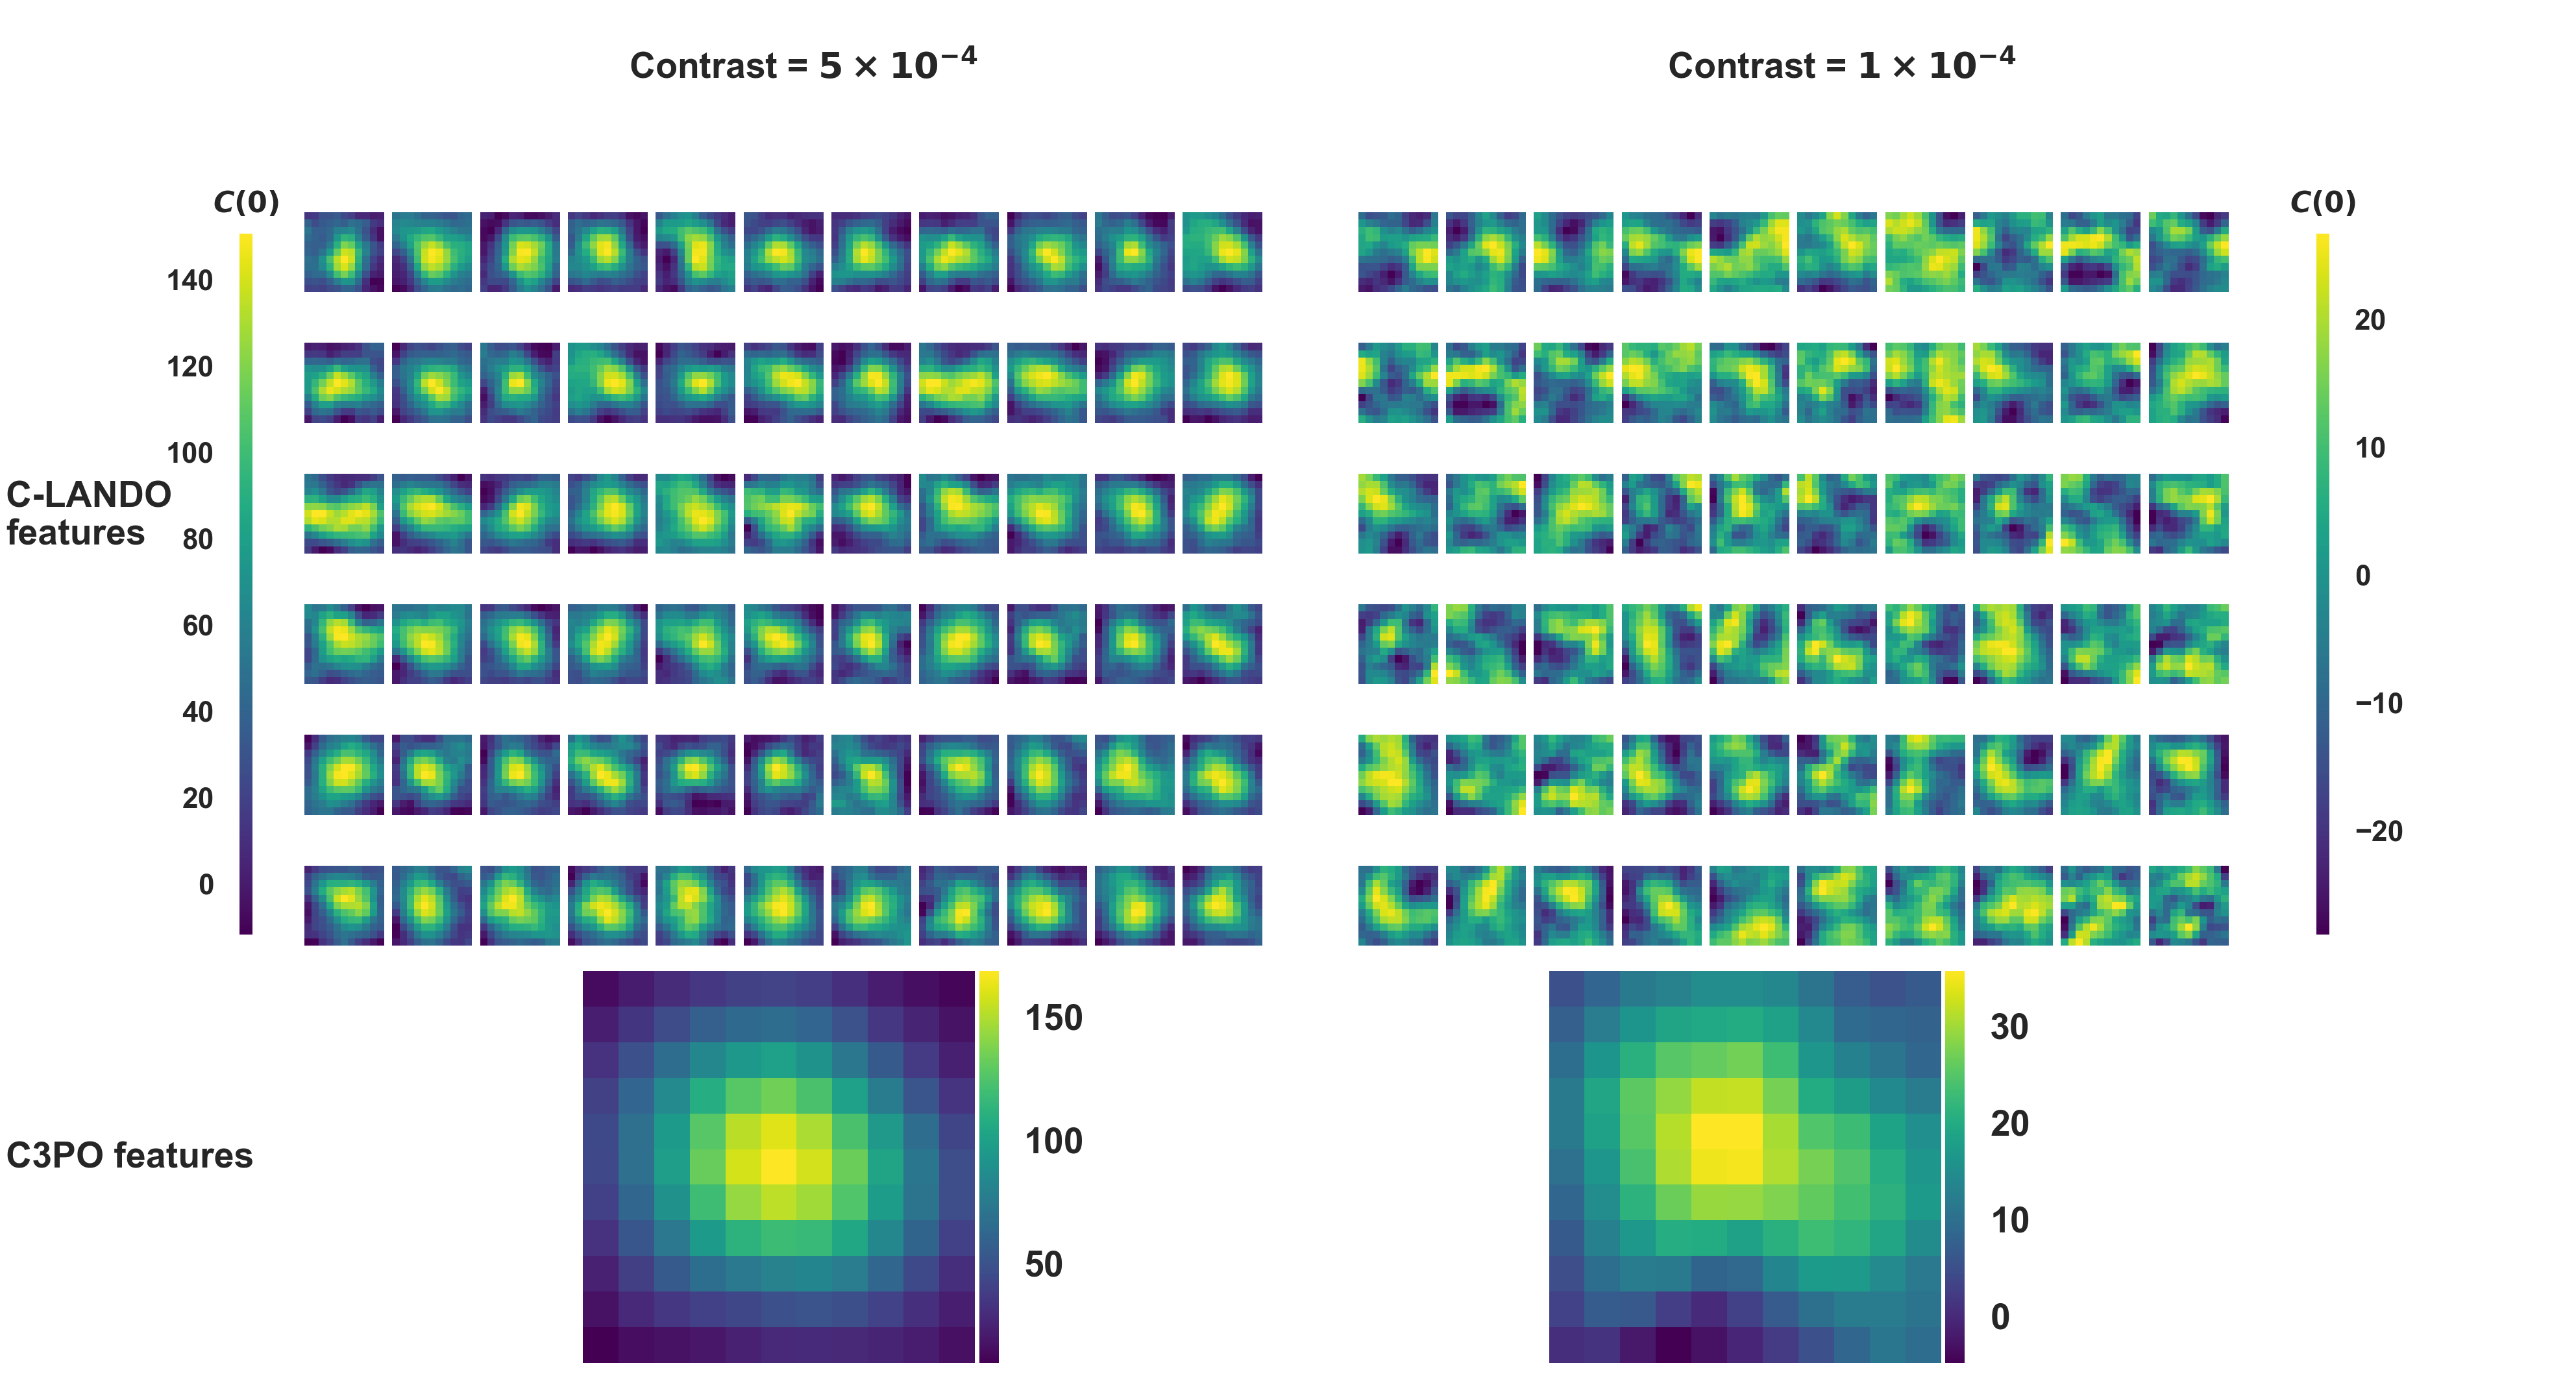 Contrast = 5 × 10⁻⁴
Contrast = 1 × 10⁻⁴
C(0)
140
120
100
80
60
40
20
0
C-LANDO
features
C(0)
20
10
0
−10
−20
C3PO features
150
100
50
30
20
10
0